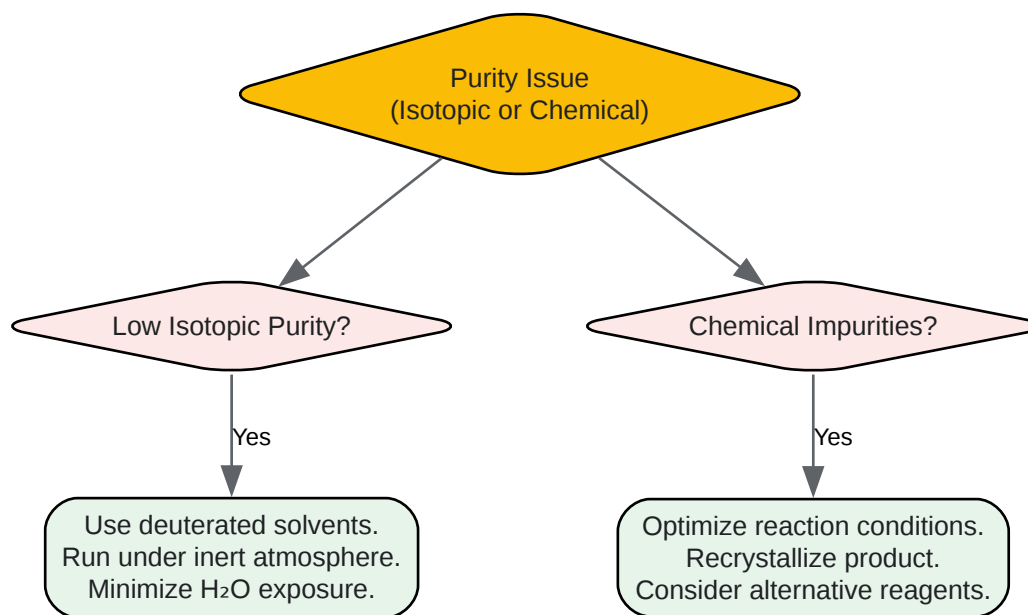 Purity Issue
(Isotopic or Chemical)
Low Isotopic Purity?
Chemical Impurities?
Yes
Yes
Use deuterated solvents.
Run under inert atmosphere.
Minimize H₂O exposure.
Optimize reaction conditions.
Recrystallize product.
Consider alternative reagents.